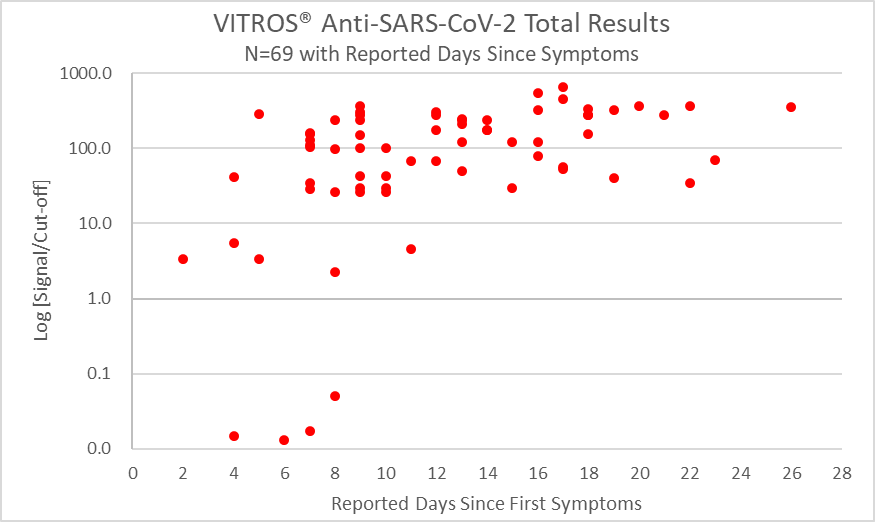 VITROS® Anti-SARS-CoV-2 Total Results
N=69 with Reported Days Since Symptoms
1000.0
100.0
10.0
1.0
0.1
0.0
Log [Signal/Cut-off]
0 2 4 6 8 10 12 14 16 18 20 22 24 26 28
Reported Days Since First Symptoms